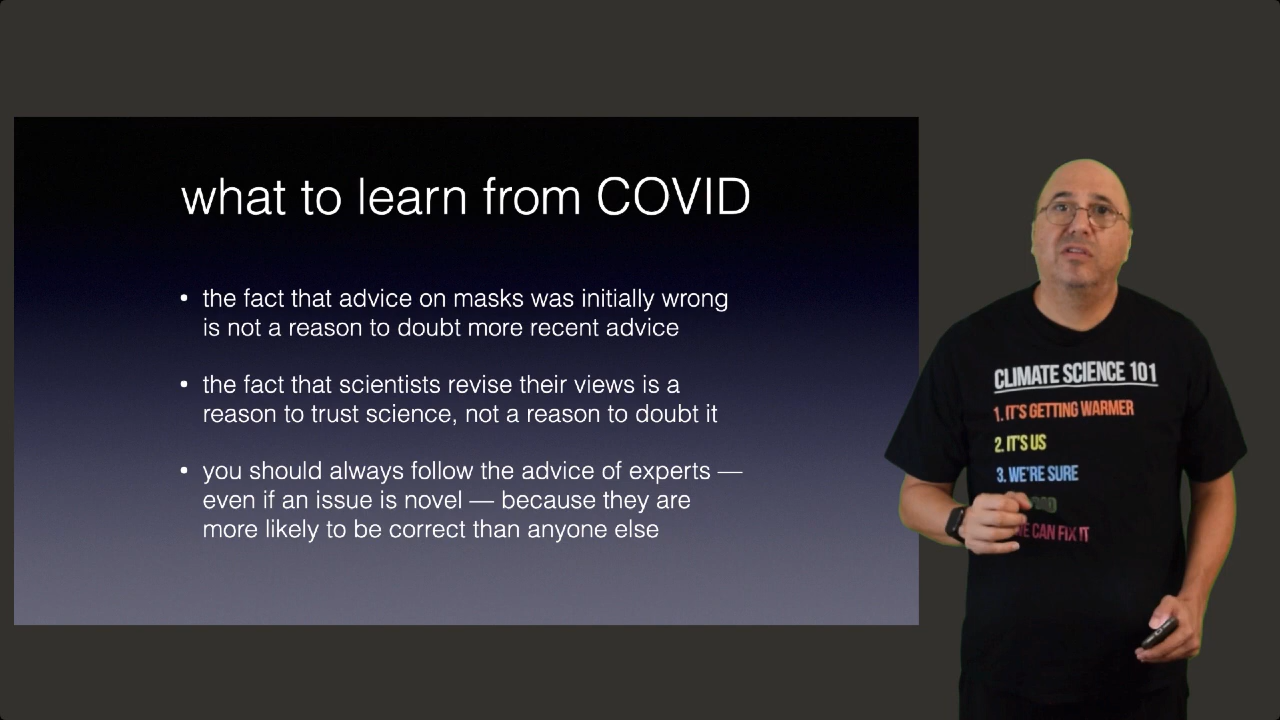 what to learn from COVID
• the fact that advice on masks was initially wrong
is not a reason to doubt more recent advice
• the fact that scientists revise their views is a
reason to trust science, not a reason to doubt it
• you should always follow the advice of experts —
even if an issue is novel — because they are
more likely to be correct than anyone else
CLIMATE SCIENCE 101
1. IT'S GETTING WARMER
2. IT'S US
3. WE'RE SURE
CAN FIX IT